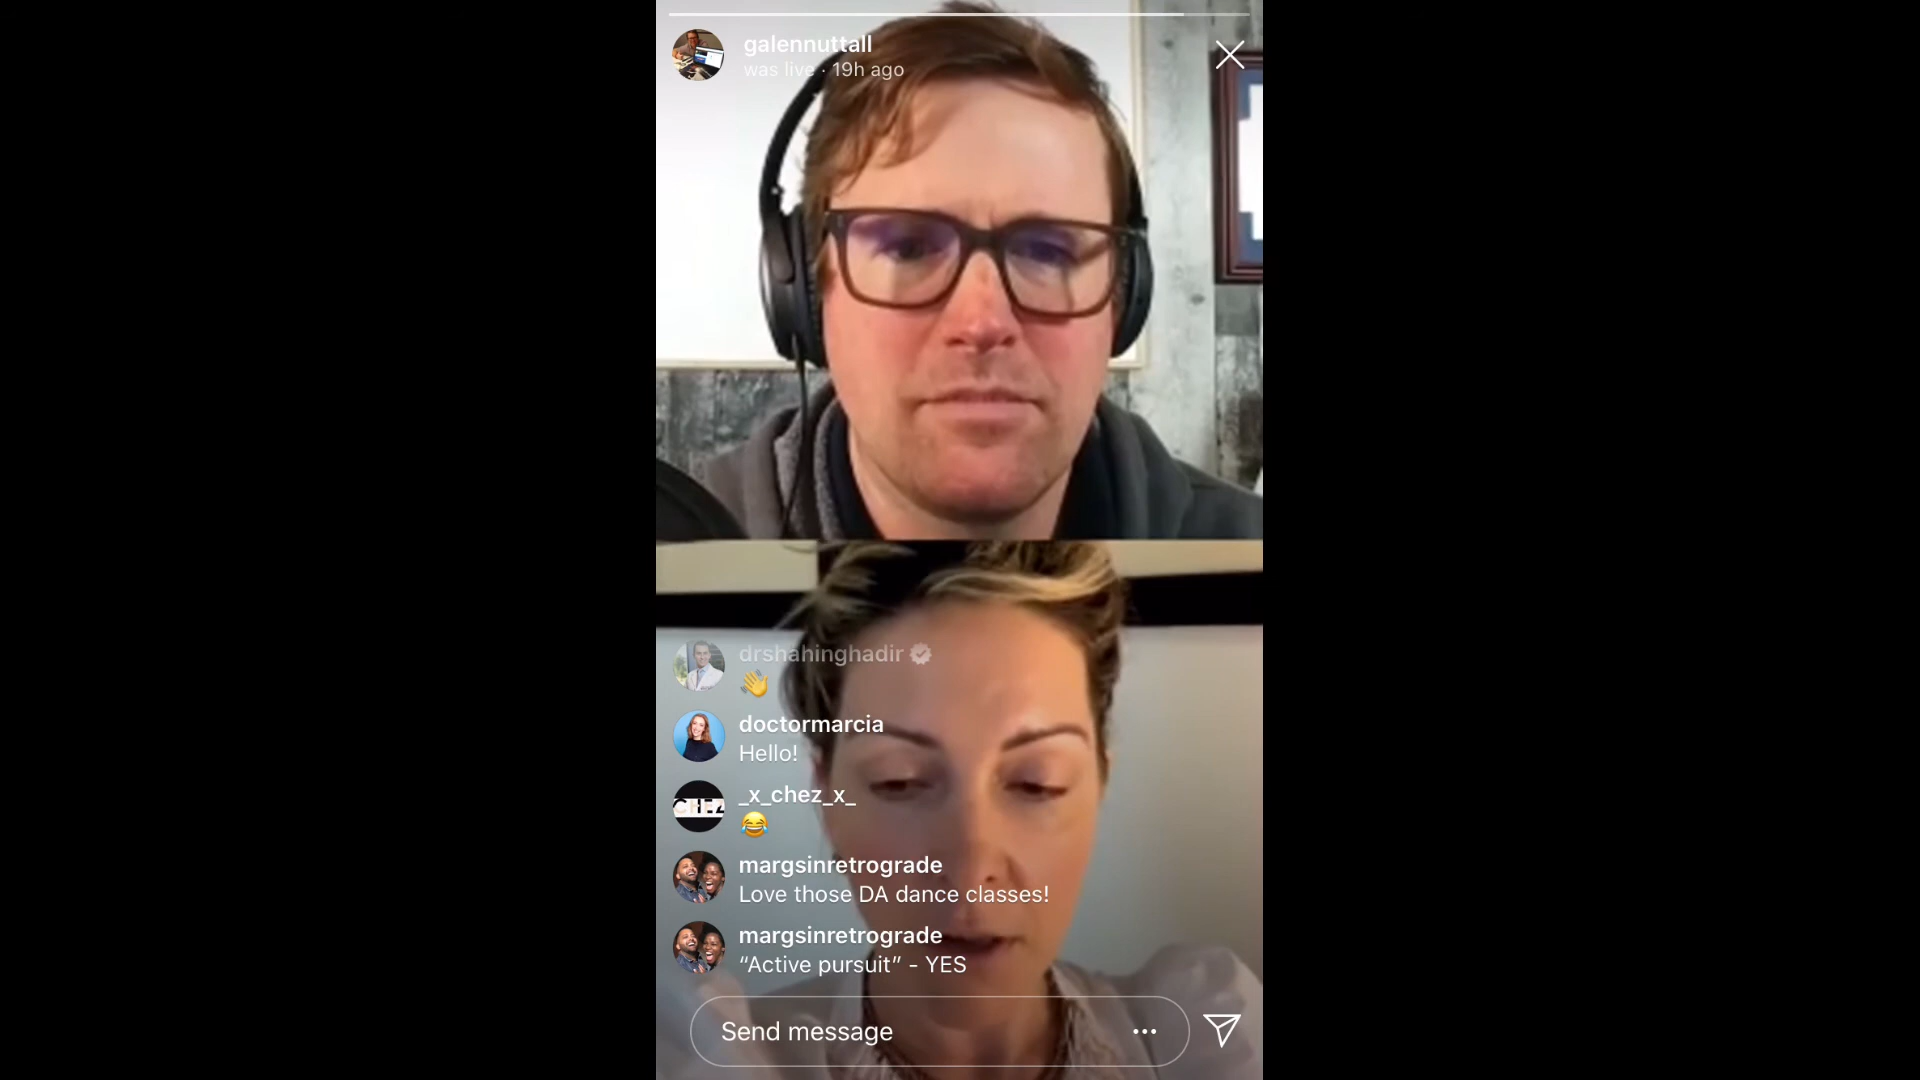 galennuttall
was live · 19h ago
drshahinghadir
👋
doctormarcia
Hello!
CHEZ
_x_chez_x_
😂
margsinretrograde
Love those DA dance classes!
margsinretrograde
“Active pursuit” - YES
Send message